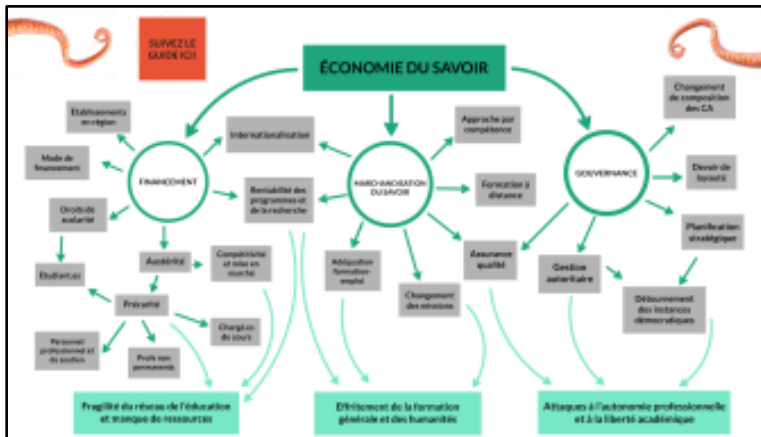 SUIVEZ LE
GUIDE ICI !
ÉCONOMIE DU SAVOIR
Établissements
en région
Internationalisation
Approche par
compétence
Changement
de composition
des CA
Mode de
financement
FINANCEMENT
Rentabilité des
programmes et
de la recherche
MARCHANDISATION
DU SAVOIR
Formation à
distance
GOUVERNANCE
Devoir de
loyauté
Droits de
scolarité
Planification
stratégique
Austérité
Compétitivité
et mise en
marché
Adéquation
formation-
emploi
Assurance
qualité
Gestion
autoritaire
Étudiant.es
Précarité
Changement
des missions
Détournement
des instances
démocratiques
Chargé.es
de cours
Personnel
professionnel et
de soutien
Profs non
permanents
Fragilité du réseau de l'éducation
et manque de ressources
Effritement de la formation
générale et des humanités
Attaques à l'autonomie professionnelle
et à la liberté académique